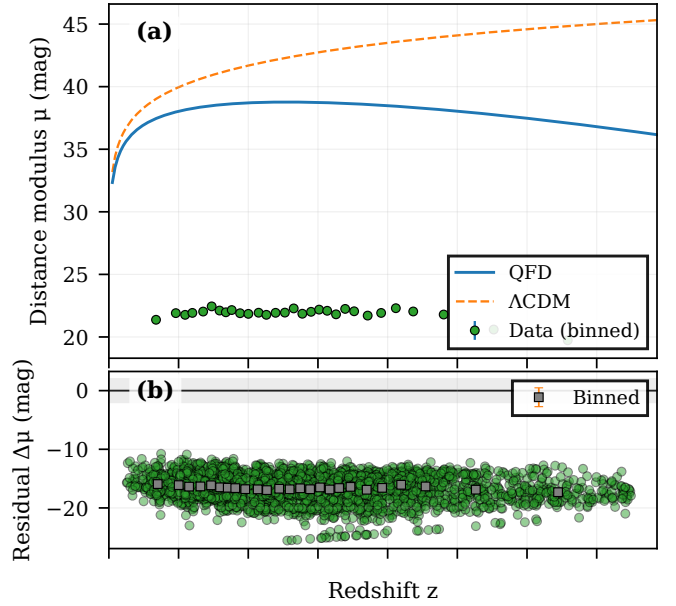 (a)
45
40
35
30
25
20
Distance modulus μ (mag)
QFD
ΛCDM
Data (binned)
(b)
0
−10
−20
Residual Δμ (mag)
Binned
Redshift z